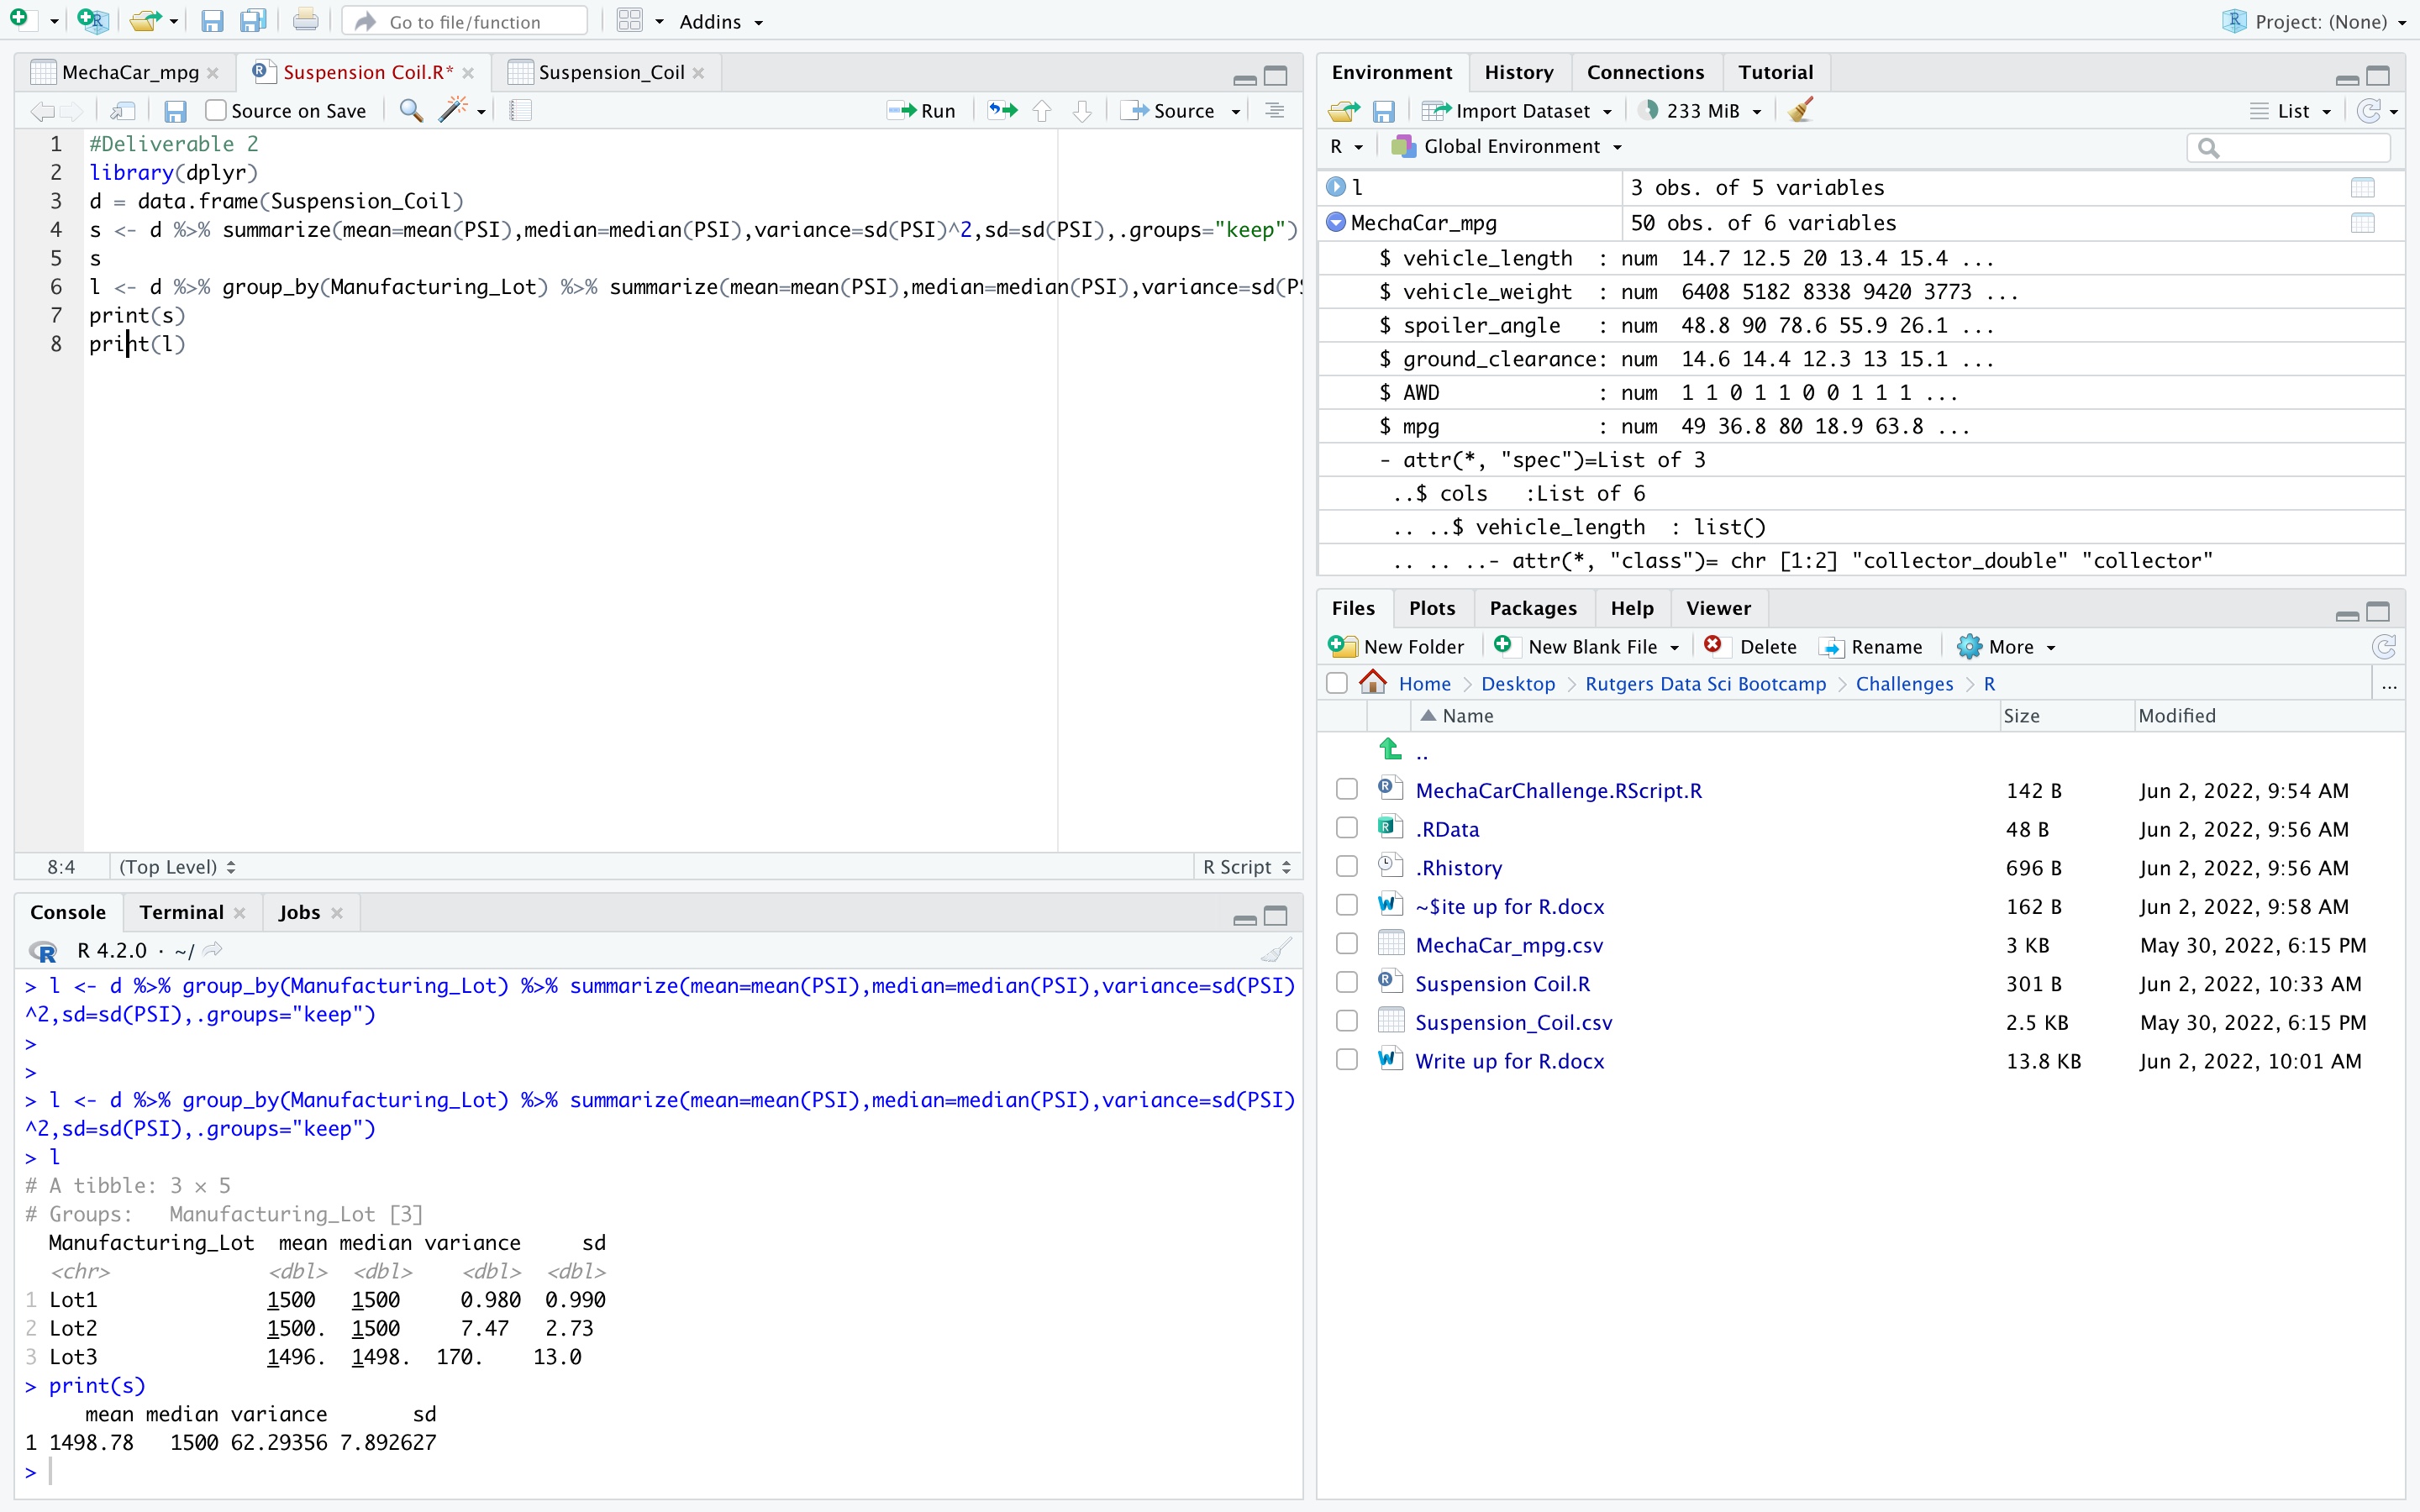 Go to file/function
Addins
Project: (None)
MechaCar_mpg
Suspension Coil.R*
Suspension_Coil
Source on Save
Run
Source
1 #Deliverable 2
2 library(dplyr)
3 d = data.frame(Suspension_Coil)
4 s <- d %>% summarize(mean=mean(PSI),median=median(PSI),variance=sd(PSI)^2,sd=sd(PSI),.groups="keep")
5 s
6 l <- d %>% group_by(Manufacturing_Lot) %>% summarize(mean=mean(PSI),median=median(PSI),variance=sd(PS
7 print(s)
8 print(l)
8:4
(Top Level)
R Script
Console
Terminal
Jobs
R 4.2.0 · ~/
> l <- d %>% group_by(Manufacturing_Lot) %>% summarize(mean=mean(PSI),median=median(PSI),variance=sd(PSI)
^2,sd=sd(PSI),.groups="keep")
>
>
> l <- d %>% group_by(Manufacturing_Lot) %>% summarize(mean=mean(PSI),median=median(PSI),variance=sd(PSI)
^2,sd=sd(PSI),.groups="keep")
> l
# A tibble: 3 × 5
# Groups:   Manufacturing_Lot [3]
Manufacturing_Lot  mean median variance     sd
<chr>             <dbl>  <dbl>    <dbl>  <dbl>
1 Lot1             1500   1500     0.980  0.990
2 Lot2             1500.  1500     7.47   2.73
3 Lot3             1496.  1498.  170.    13.0
> print(s)
mean median variance       sd
1 1498.78   1500 62.29356 7.892627
>
Environment
History
Connections
Tutorial
Import Dataset
233 MiB
List
R
Global Environment
l 3 obs. of 5 variables
MechaCar_mpg 50 obs. of 6 variables
$ vehicle_length  : num  14.7 12.5 20 13.4 15.4 ...
$ vehicle_weight  : num  6408 5182 8338 9420 3773 ...
$ spoiler_angle   : num  48.8 90 78.6 55.9 26.1 ...
$ ground_clearance: num  14.6 14.4 12.3 13 15.1 ...
$ AWD             : num  1 1 0 1 1 0 0 1 1 1 ...
$ mpg             : num  49 36.8 80 18.9 63.8 ...
- attr(*, "spec")=List of 3
..$ cols   :List of 6
.. ..$ vehicle_length  : list()
.. .. ..- attr(*, "class")= chr [1:2] "collector_double" "collector"
Files
Plots
Packages
Help
Viewer
New Folder
New Blank File
Delete
Rename
More
Home > Desktop > Rutgers Data Sci Bootcamp > Challenges > R
...
Name Size Modified
..
MechaCarChallenge.RScript.R 142 B Jun 2, 2022, 9:54 AM
.RData 48 B Jun 2, 2022, 9:56 AM
.Rhistory 696 B Jun 2, 2022, 9:56 AM
~$ite up for R.docx 162 B Jun 2, 2022, 9:58 AM
MechaCar_mpg.csv 3 KB May 30, 2022, 6:15 PM
Suspension Coil.R 301 B Jun 2, 2022, 10:33 AM
Suspension_Coil.csv 2.5 KB May 30, 2022, 6:15 PM
Write up for R.docx 13.8 KB Jun 2, 2022, 10:01 AM